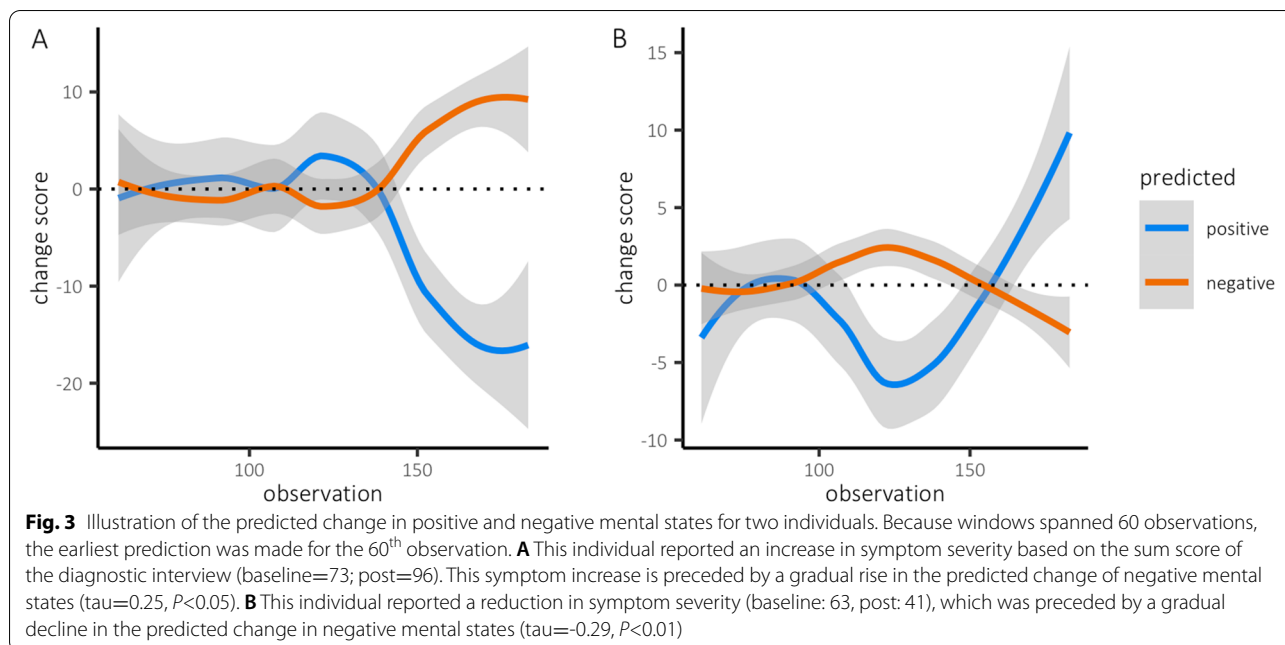 A
10
0
-10
-20
change score
100
150
observation
B
15
10
5
0
-5
-10
change score
100
150
observation
predicted
positive
negative
Fig. 3 Illustration of the predicted change in positive and negative mental states for two individuals. Because windows spanned 60 observations,
the earliest prediction was made for the 60th observation. A This individual reported an increase in symptom severity based on the sum score of
the diagnostic interview (baseline=73; post=96). This symptom increase is preceded by a gradual rise in the predicted change of negative mental
states (tau=0.25, P<0.05). B This individual reported a reduction in symptom severity (baseline: 63, post: 41), which was preceded by a gradual
decline in the predicted change in negative mental states (tau=-0.29, P<0.01)